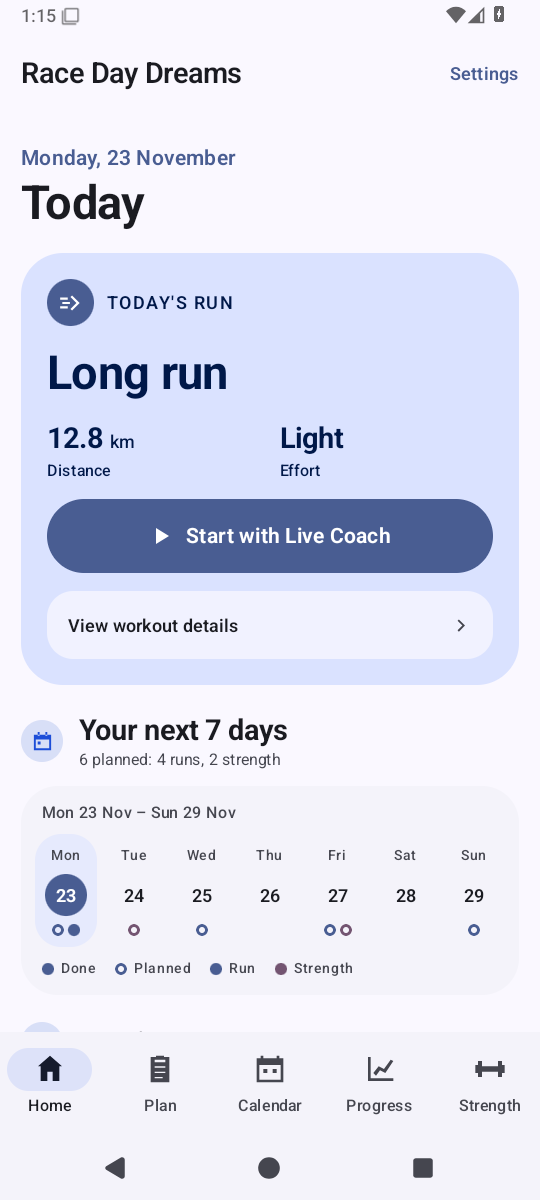 1:15
Race Day Dreams
Settings
Monday, 23 November
Today
TODAY'S RUN
Long run
12.8 km
Light
Distance
Effort
Start with Live Coach
View workout details
Your next 7 days
6 planned: 4 runs, 2 strength
Mon 23 Nov – Sun 29 Nov
Mon Tue Wed Thu Fri Sat Sun
23 24 25 26 27 28 29
Done Planned Run Strength
Home Plan Calendar Progress Strength